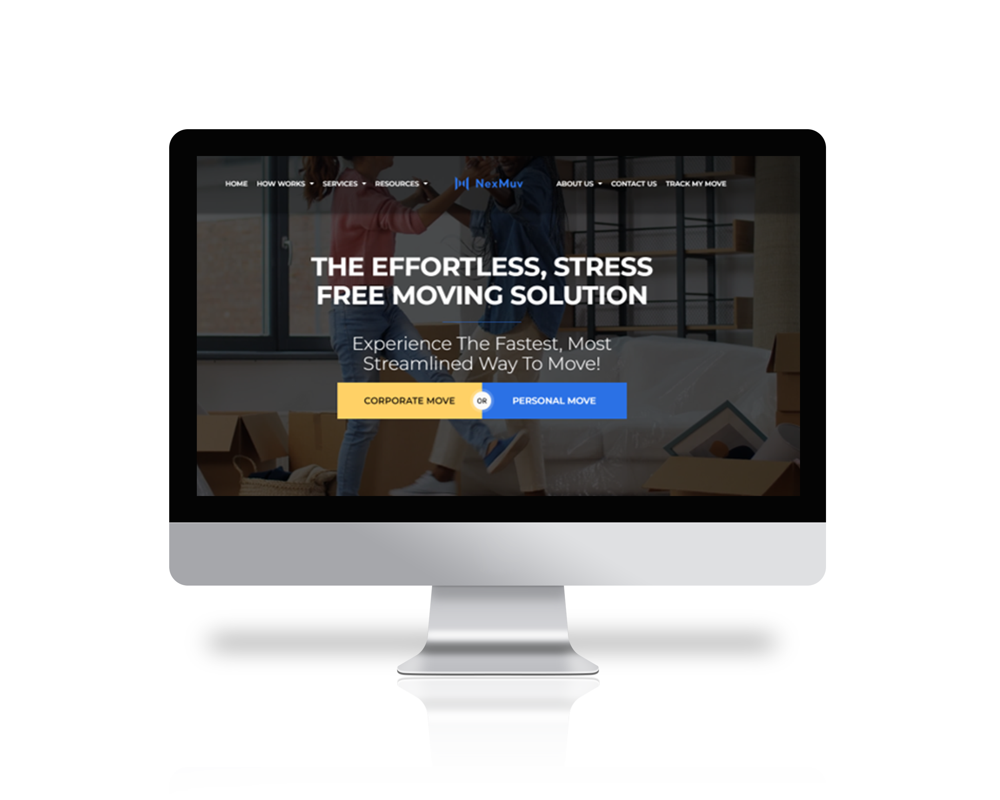 HOME HOW WORKS SERVICES RESOURCES NexMuv ABOUT US CONTACT US TRACK MY MOVE
THE EFFORTLESS, STRESS
FREE MOVING SOLUTION
Experience The Fastest, Most
Streamlined Way To Move!
CORPORATE MOVE OR PERSONAL MOVE